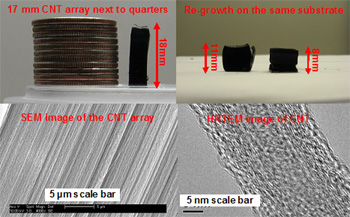 17 mm CNT array next to quarters
18mm
Re-growth on the same substrate
11mm
8mm
SEM image of the CNT array
5 µm scale bar
HRTEM image of CNT
5 nm scale bar